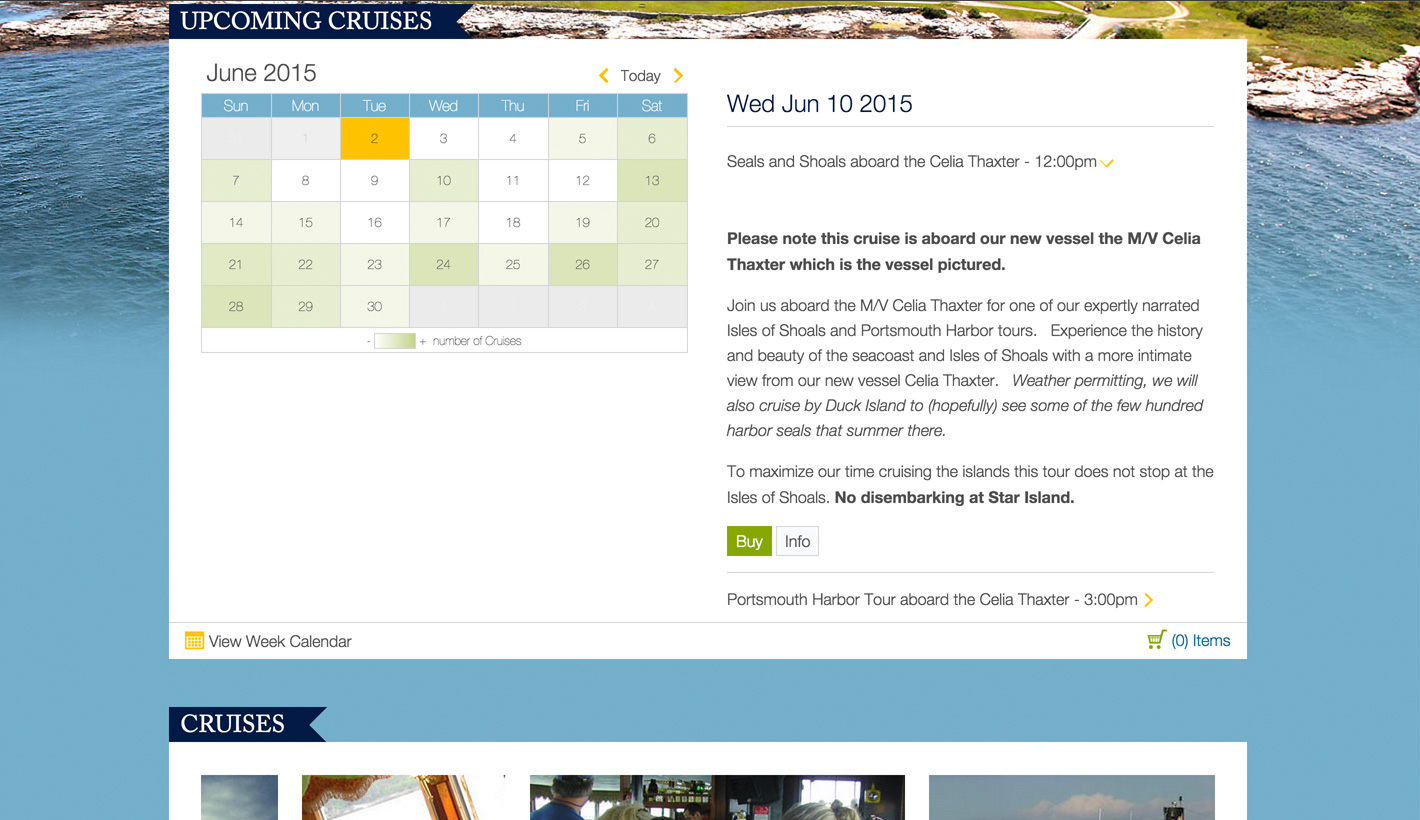 UPCOMING CRUISES
June 2015
Today
Sun Mon Tue Wed Thu Fri Sat
1 2 3 4 5 6
7 8 9 10 11 12 13
14 15 16 17 18 19 20
21 22 23 24 25 26 27
28 29 30
- + number of Cruises
Wed Jun 10 2015
Seals and Shoals aboard the Celia Thaxter - 12:00pm
Please note this cruise is aboard our new vessel the M/V Celia
Thaxter which is the vessel pictured.
Join us aboard the M/V Celia Thaxter for one of our expertly narrated
Isles of Shoals and Portsmouth Harbor tours. Experience the history
and beauty of the seacoast and Isles of Shoals with a more intimate
view from our new vessel Celia Thaxter. Weather permitting, we will
also cruise by Duck Island to (hopefully) see some of the few hundred
harbor seals that summer there.
To maximize our time cruising the islands this tour does not stop at the
Isles of Shoals. No disembarking at Star Island.
Buy Info
Portsmouth Harbor Tour aboard the Celia Thaxter - 3:00pm
View Week Calendar
(0) Items
CRUISES